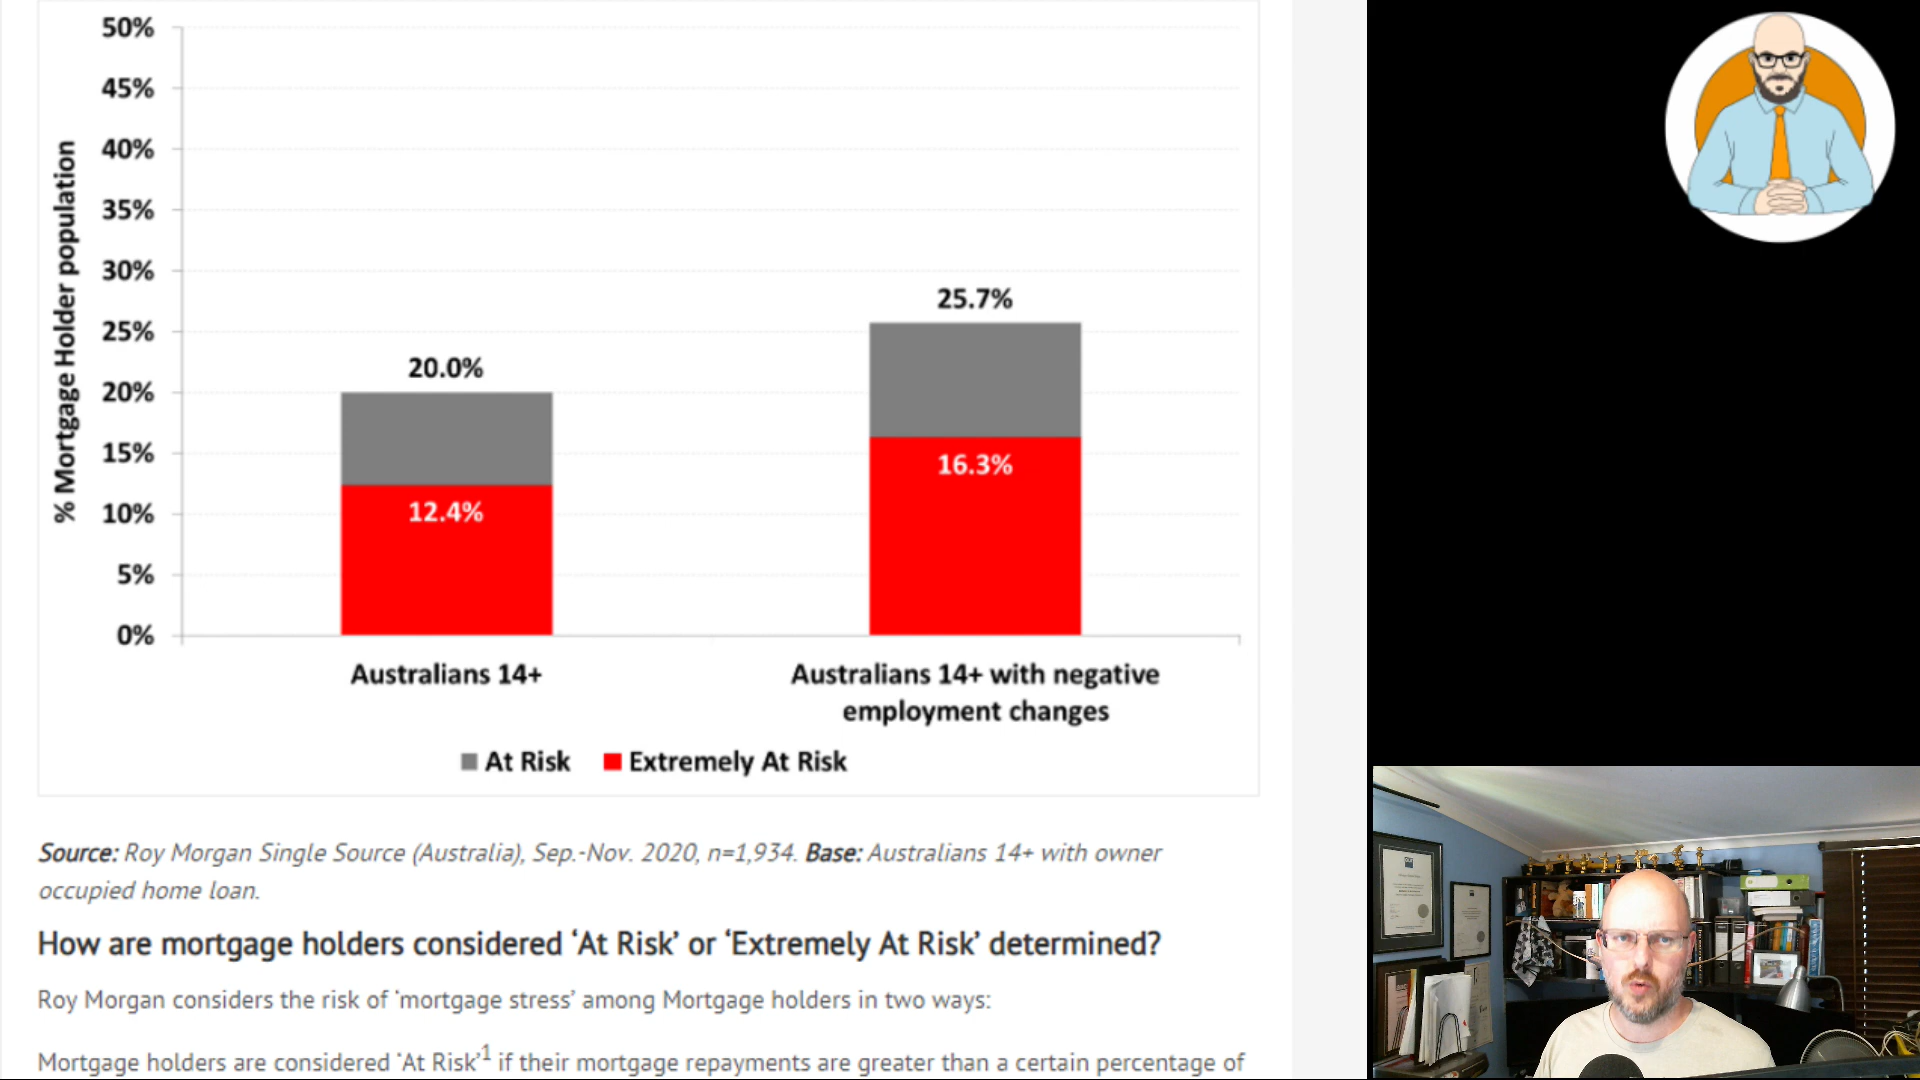 50%
45%
40%
35%
30%
25%
20%
15%
10%
5%
0%
% Mortgage Holder population
20.0%
12.4%
25.7%
16.3%
Australians 14+
Australians 14+ with negative
employment changes
At Risk
Extremely At Risk
Source: Roy Morgan Single Source (Australia), Sep.-Nov. 2020, n=1,934. Base: Australians 14+ with owner
occupied home loan.
How are mortgage holders considered ‘At Risk’ or ‘Extremely At Risk’ determined?
Roy Morgan considers the risk of ‘mortgage stress’ among Mortgage holders in two ways:
Mortgage holders are considered ‘At Risk’1 if their mortgage repayments are greater than a certain percentage of